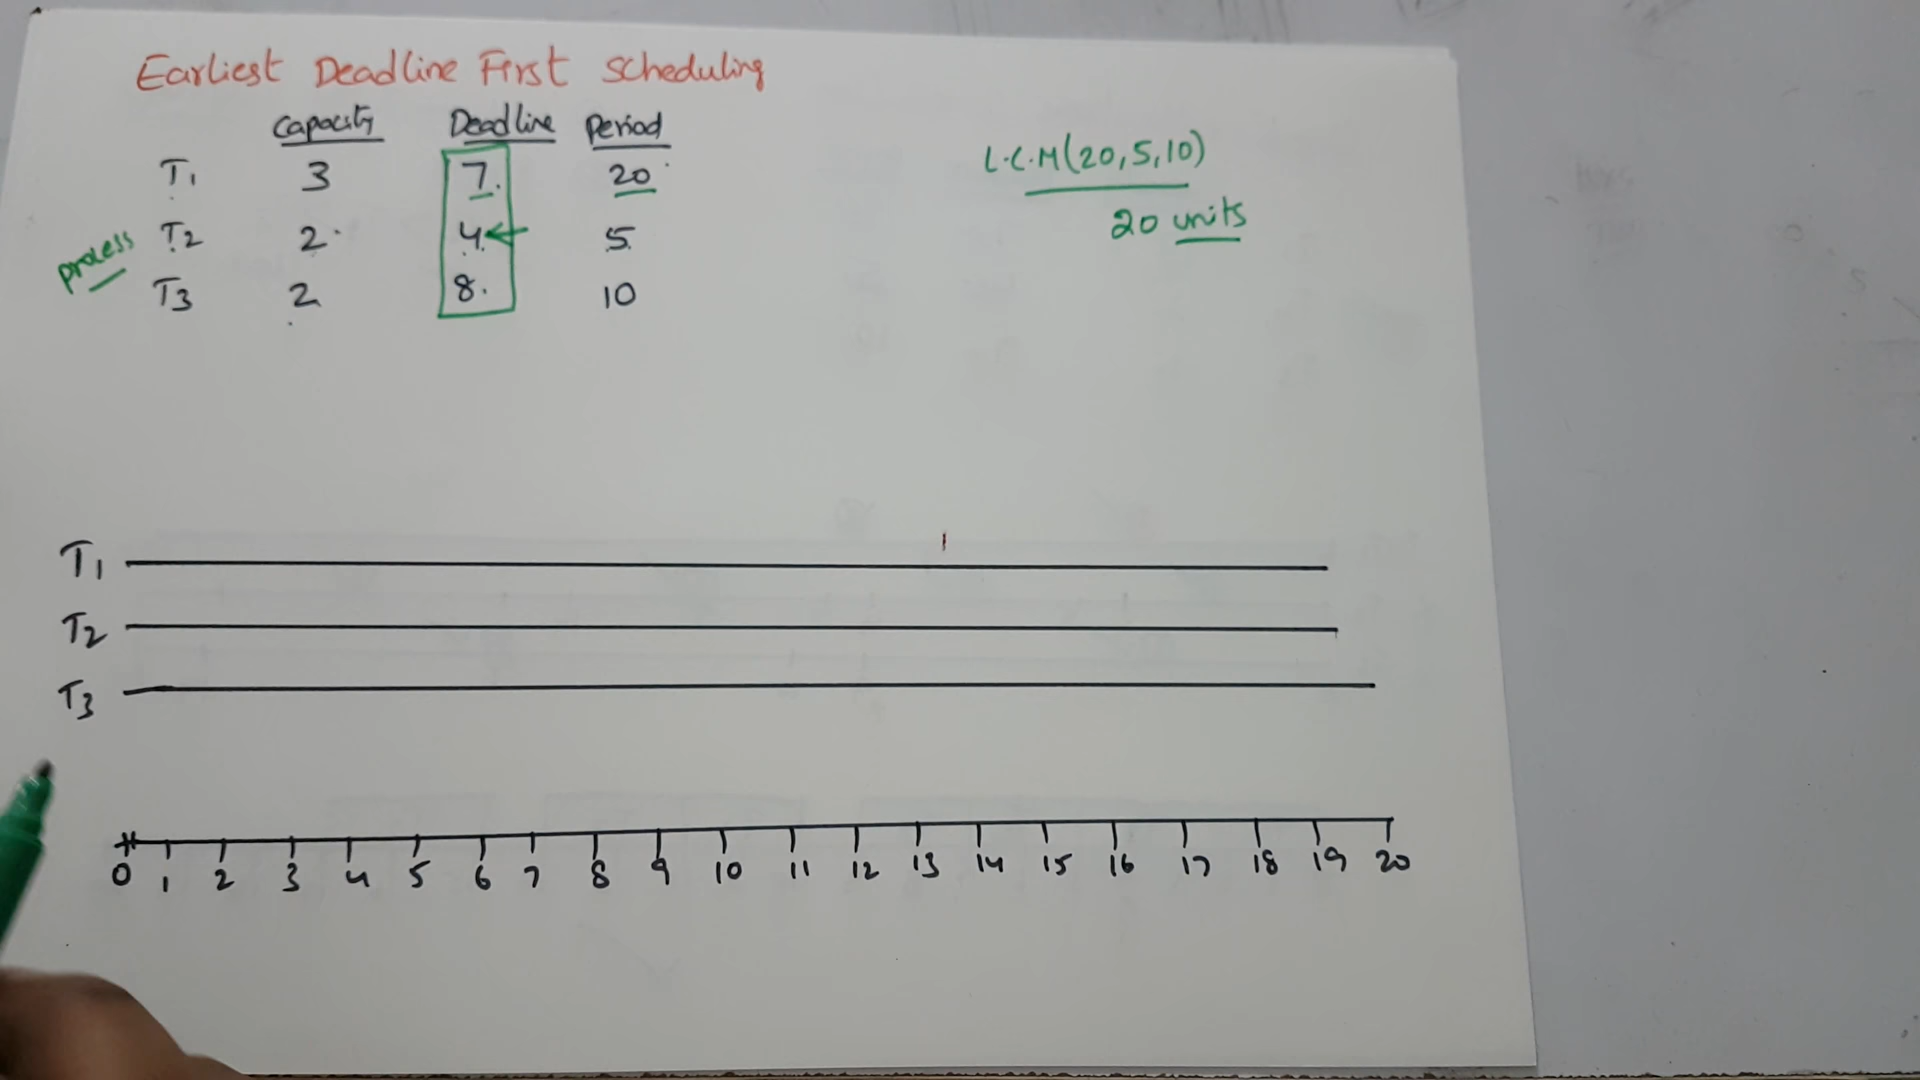 Earliest Deadline First Scheduling
Capacity Deadline Period
T1 3 7. 20
process T2 2 4 5
T3 2 8. 10
L.C.M(20,5,10)
20 units
T1
T2
T3
0 1 2 3 4 5 6 7 8 9 10 11 12 13 14 15 16 17 18 19 20